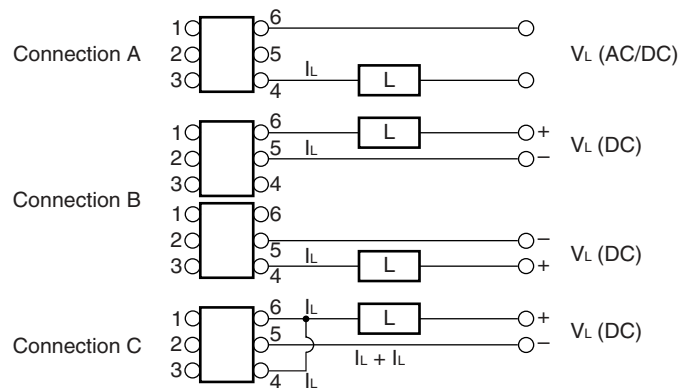 Connection A
1 6
2 5
3 4
IL L
VL (AC/DC)
Connection B
1 6 L +
2 5 IL −
3 4
VL (DC)
1 6
2 5 −
3 4 IL L +
VL (DC)
Connection C
1 6 IL L +
2 5 −
3 4 IL
IL + IL
VL (DC)